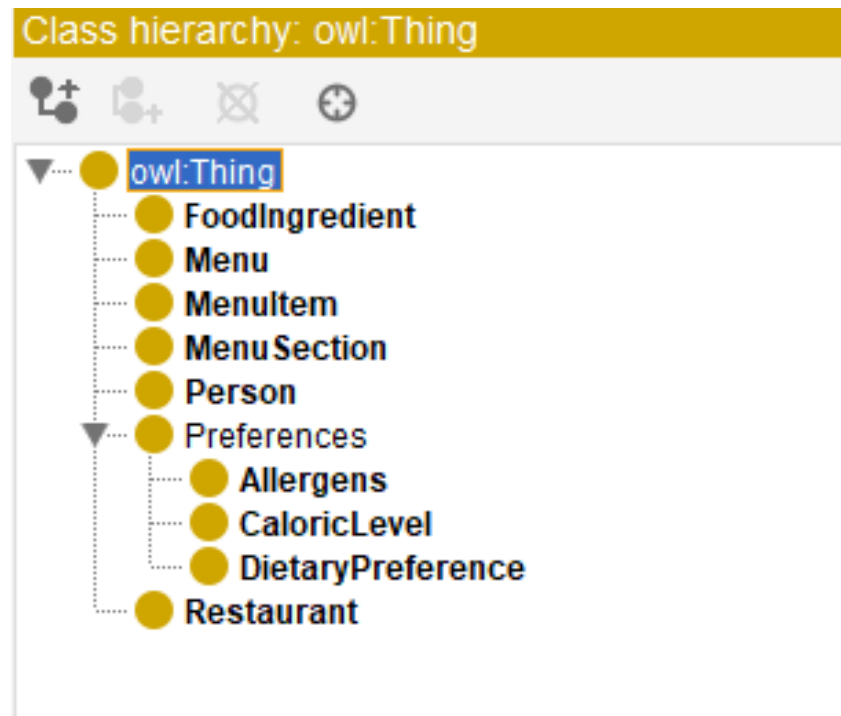 Class hierarchy: owl:Thing
owl:Thing
FoodIngredient
Menu
MenuItem
MenuSection
Person
Preferences
Allergens
CaloricLevel
DietaryPreference
Restaurant